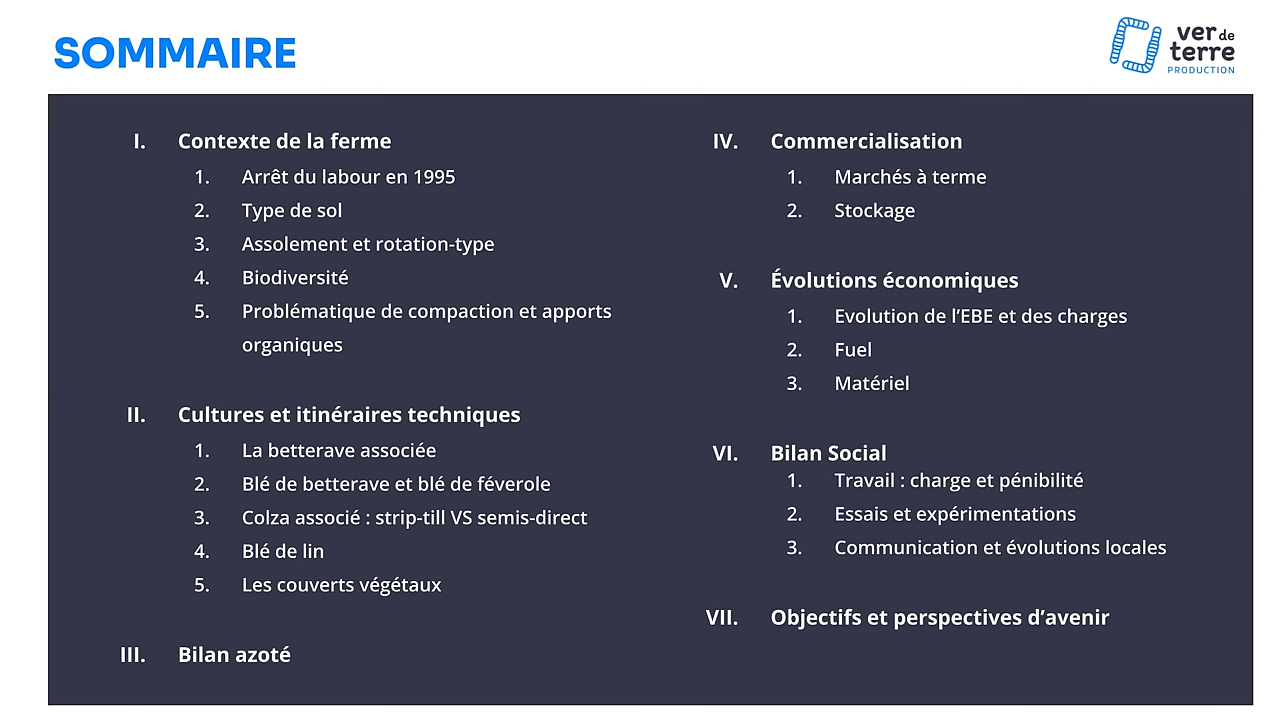 SOMMAIRE
ver de
terre
PRODUCTION
I. Contexte de la ferme
1. Arrêt du labour en 1995
2. Type de sol
3. Assolement et rotation-type
4. Biodiversité
5. Problématique de compaction et apports
organiques
II. Cultures et itinéraires techniques
1. La betterave associée
2. Blé de betterave et blé de féverole
3. Colza associé : strip-till VS semis-direct
4. Blé de lin
5. Les couverts végétaux
III. Bilan azoté
IV. Commercialisation
1. Marchés à terme
2. Stockage
V. Évolutions économiques
1. Evolution de l’EBE et des charges
2. Fuel
3. Matériel
VI. Bilan Social
1. Travail : charge et pénibilité
2. Essais et expérimentations
3. Communication et évolutions locales
VII. Objectifs et perspectives d’avenir